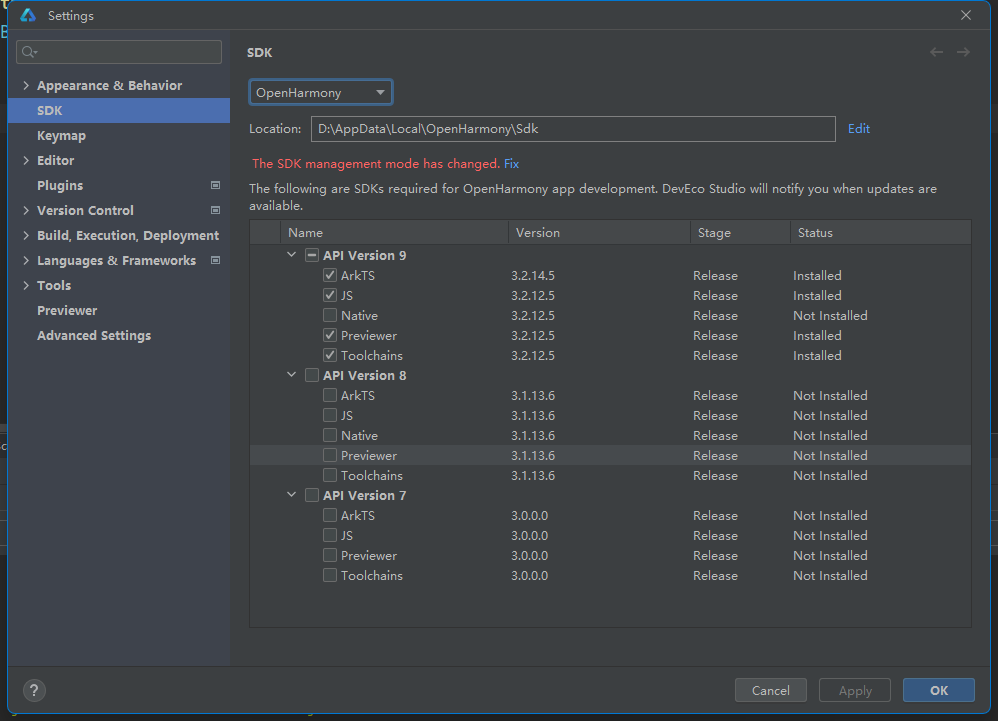 Settings
SDK
Appearance & Behavior
SDK
Keymap
Editor
Plugins
Version Control
Build, Execution, Deployment
Languages & Frameworks
Tools
Previewer
Advanced Settings
OpenHarmony
Location: D:\AppData\Local\OpenHarmony\Sdk Edit
The SDK management mode has changed. Fix
The following are SDKs required for OpenHarmony app development. DevEco Studio will notify you when updates are
available.
Name Version Stage Status
API Version 9
ArkTS 3.2.14.5 Release Installed
JS 3.2.12.5 Release Installed
Native 3.2.12.5 Release Not Installed
Previewer 3.2.12.5 Release Installed
Toolchains 3.2.12.5 Release Installed
API Version 8
ArkTS 3.1.13.6 Release Not Installed
JS 3.1.13.6 Release Not Installed
Native 3.1.13.6 Release Not Installed
Previewer 3.1.13.6 Release Not Installed
Toolchains 3.1.13.6 Release Not Installed
API Version 7
ArkTS 3.0.0.0 Release Not Installed
JS 3.0.0.0 Release Not Installed
Previewer 3.0.0.0 Release Not Installed
Toolchains 3.0.0.0 Release Not Installed
? Cancel Apply OK